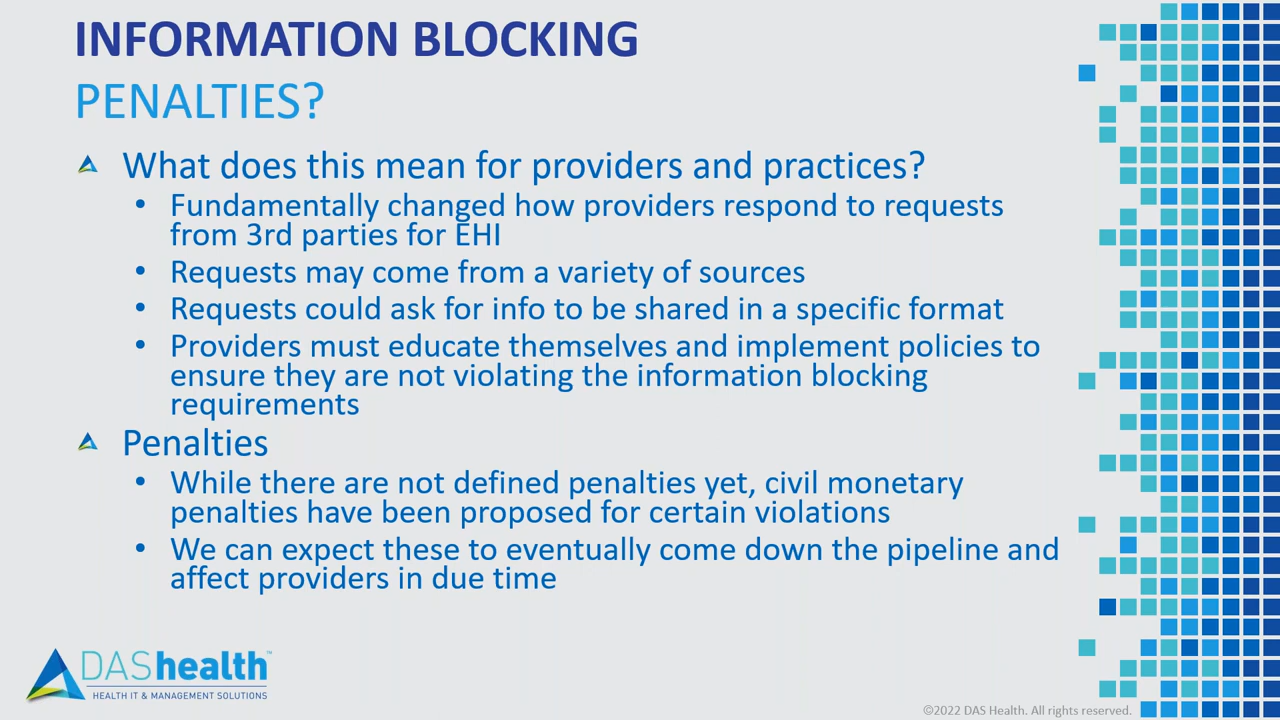 INFORMATION BLOCKING
PENALTIES?
What does this mean for providers and practices?
• Fundamentally changed how providers respond to requests
from 3rd parties for EHI
• Requests may come from a variety of sources
• Requests could ask for info to be shared in a specific format
• Providers must educate themselves and implement policies to
ensure they are not violating the information blocking
requirements
Penalties
• While there are not defined penalties yet, civil monetary
penalties have been proposed for certain violations
• We can expect these to eventually come down the pipeline and
affect providers in due time
DAShealth™
HEALTH IT & MANAGEMENT SOLUTIONS
©2022 DAS Health. All rights reserved.